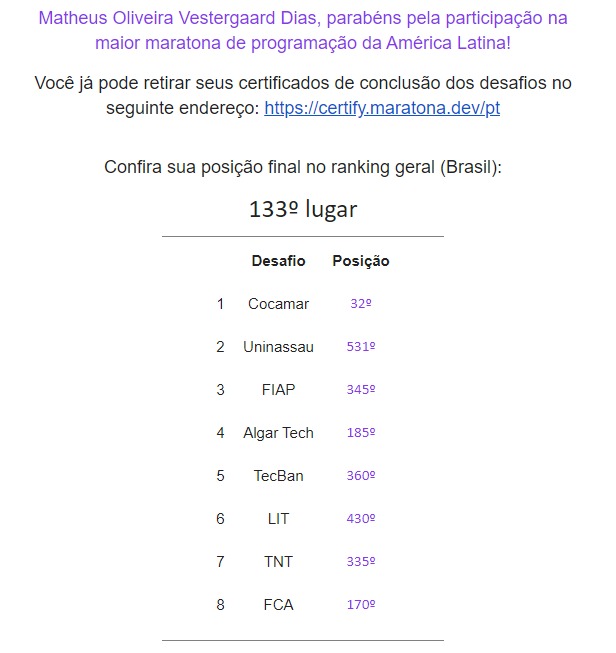 Matheus Oliveira Vestergaard Dias, parabéns pela participação na
maior maratona de programação da América Latina!
Você já pode retirar seus certificados de conclusão dos desafios no
seguinte endereço: https://certify.maratona.dev/pt
Confira sua posição final no ranking geral (Brasil):
133º lugar
Desafio Posição
1 Cocamar 32º
2 Uninassau 531º
3 FIAP 345º
4 Algar Tech 185º
5 TecBan 360º
6 LIT 430º
7 TNT 335º
8 FCA 170º